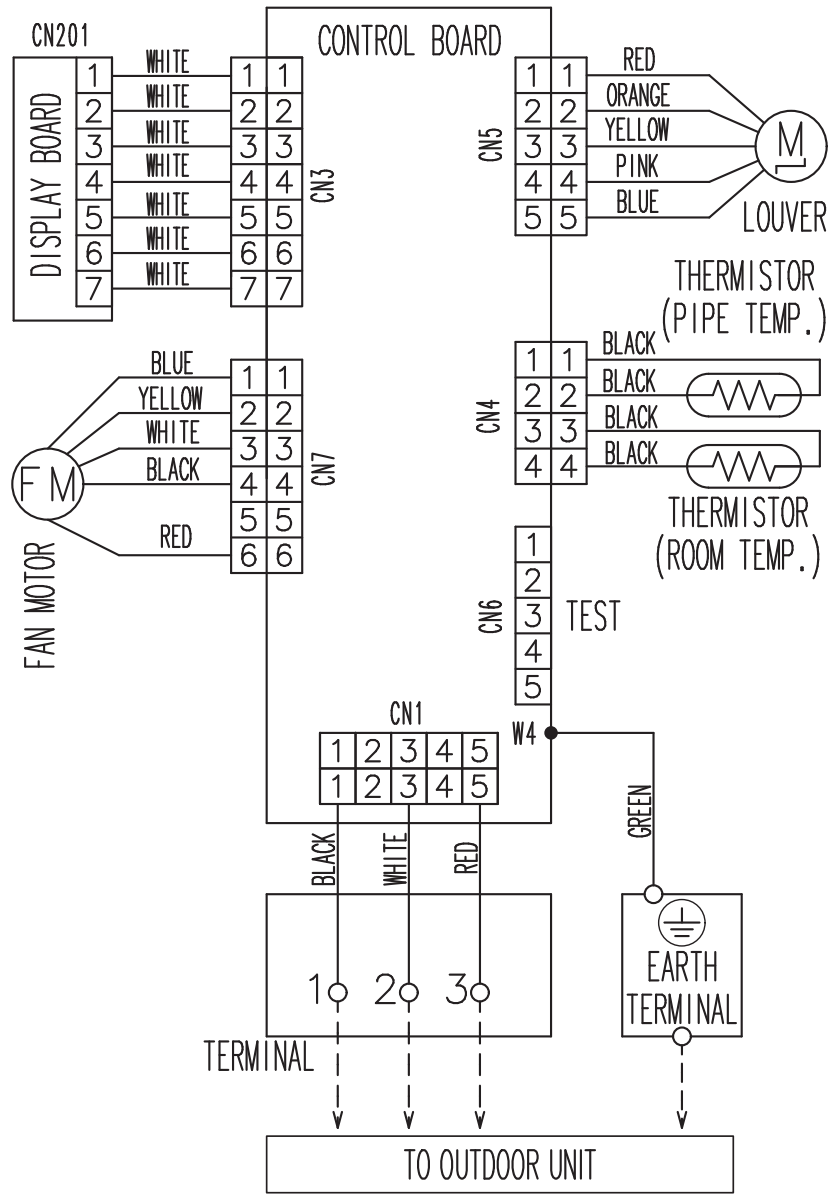 CN201
CONTROL BOARD
DISPLAY BOARD
1 WHITE 1 1
2 WHITE 2 2
3 WHITE 3 3
4 WHITE 4 4
5 WHITE 5 5
6 WHITE 6 6
7 WHITE 7 7
CN3
CN5
1 1 RED
2 2 ORANGE
3 3 YELLOW
4 4 PINK
5 5 BLUE
M
LOUVER
THERMISTOR
(PIPE TEMP.)
CN4
1 1 BLACK
2 2 BLACK
3 3 BLACK
4 4 BLACK
THERMISTOR
(ROOM TEMP.)
BLUE 1 1
YELLOW 2 2
WHITE 3 3
BLACK 4 4
5 5
RED 6 6
CN7
FM
FAN MOTOR
CN6
1
2
3
4
5
TEST
CN1
1 2 3 4 5
1 2 3 4 5
W4
BLACK
WHITE
RED
GREEN
1 2 3
TERMINAL
EARTH
TERMINAL
TO OUTDOOR UNIT